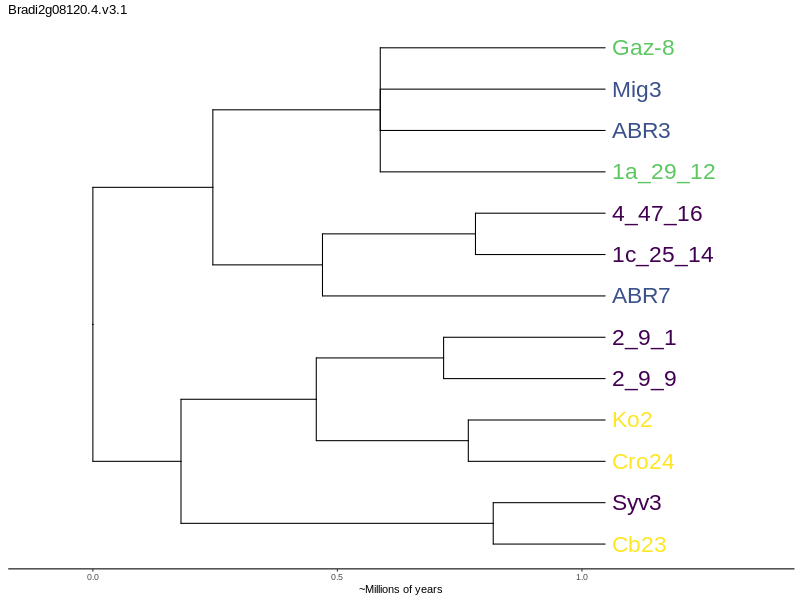 Bradi2g08120.4.v3.1
Gaz-8
Mig3
ABR3
1a_29_12
4_47_16
1c_25_14
ABR7
2_9_1
2_9_9
Ko2
Cro24
Syv3
Cb23
0.0 0.5 1.0
~Millions of years